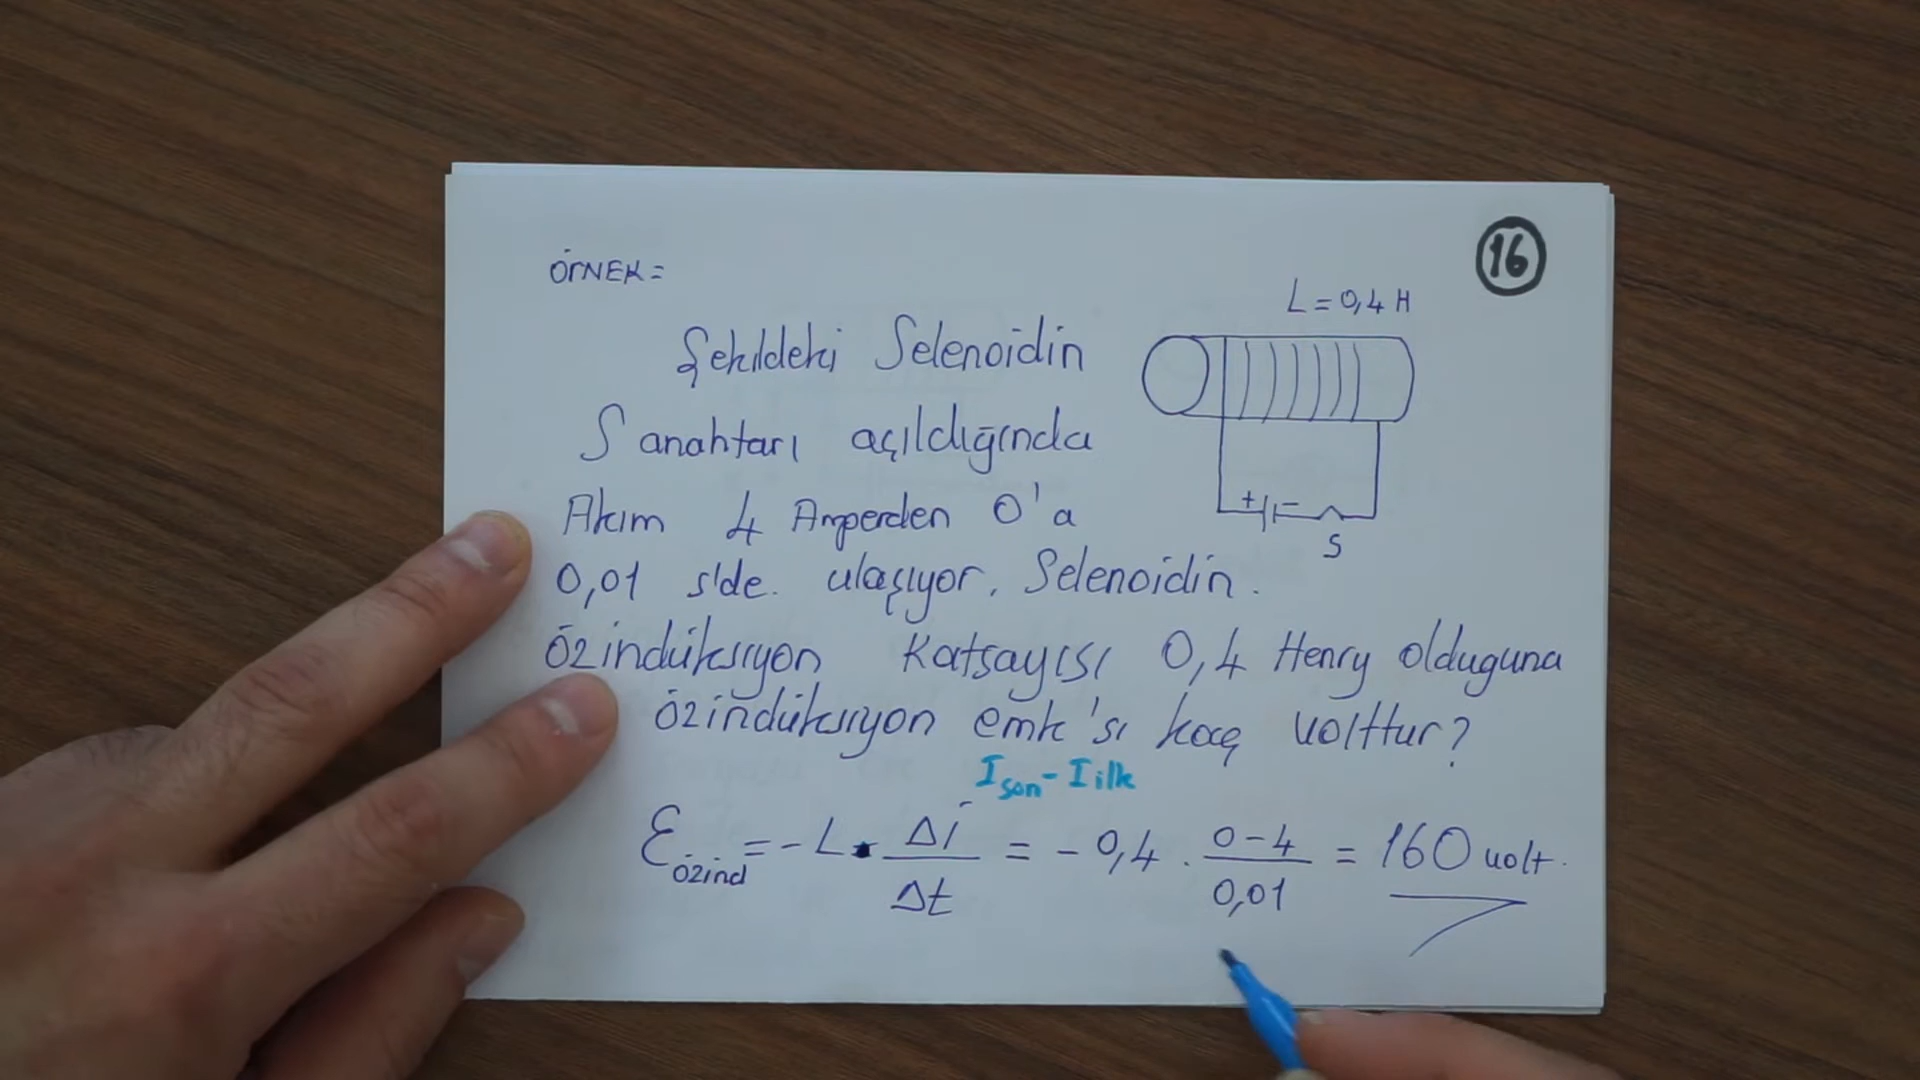 ÖRNEK=
16
L=0,4 H
Şekildeki Selenoidin
S anahtarı açıldığında
Akım 4 Amperden 0'a
+ -
S
0,01 s'de. ulaşıyor. Selenoidin.
Özindüksiyon Katsayısı 0,4 Henry olduguna
özindüksiyon emk'sı kaç volttur?
Ison - Iilk
Ɛözind = - L · Δi/Δt = - 0,4 . 0-4/0,01 = 160 volt.